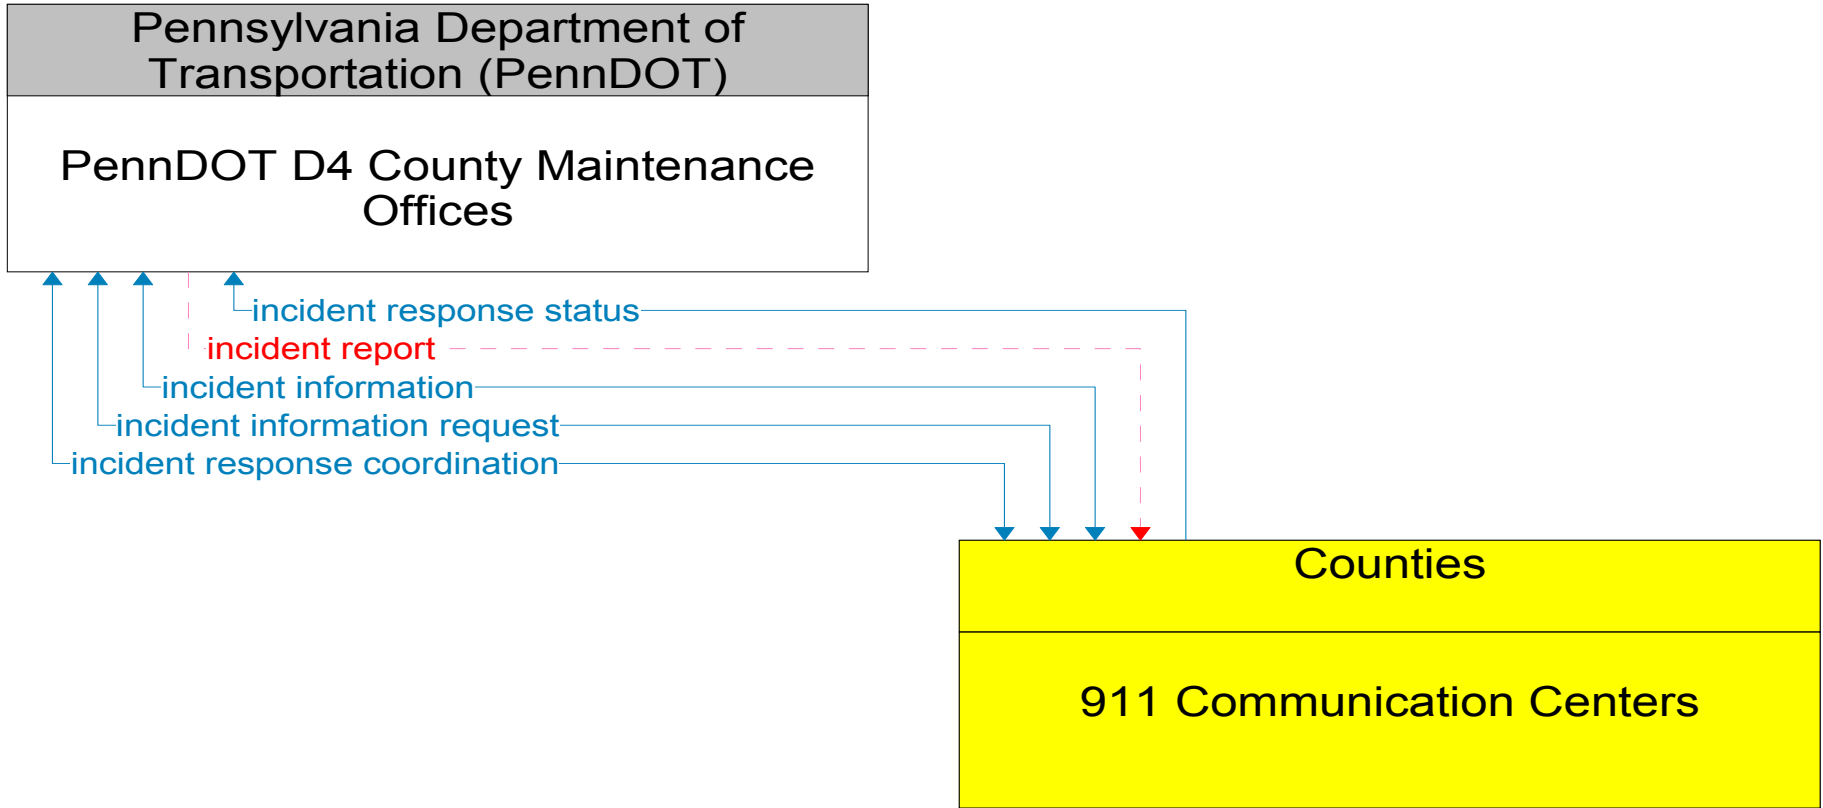 Pennsylvania Department of
Transportation (PennDOT)
PennDOT D4 County Maintenance
Offices
incident response status
incident report
incident information
incident information request
incident response coordination
Counties
911 Communication Centers